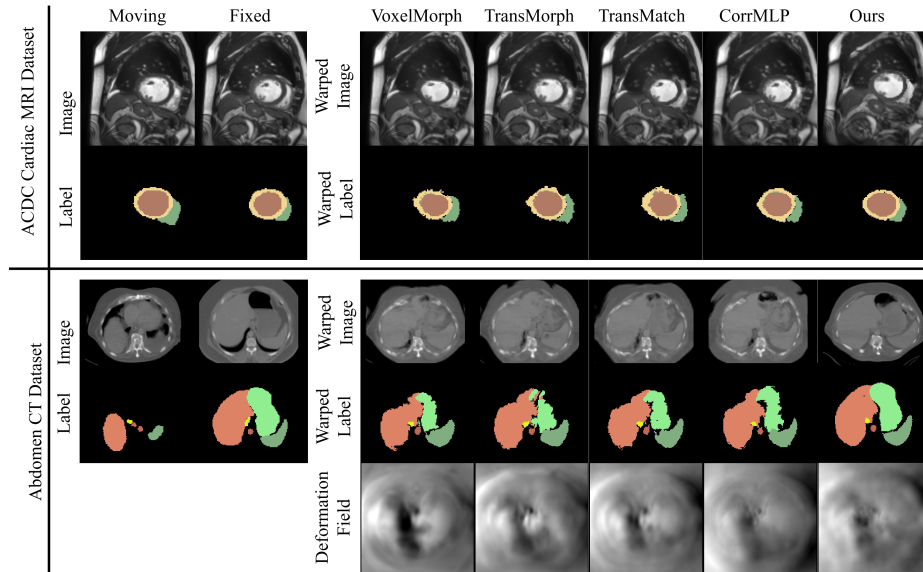 Moving
Fixed
VoxelMorph
TransMorph
TransMatch
CorrMLP
Ours
ACDC Cardiac MRI Dataset
Image
Warped
Image
Label
Warped
Label
Abdomen CT Dataset
Image
Warped
Image
Label
Warped
Label
Deformation
Field